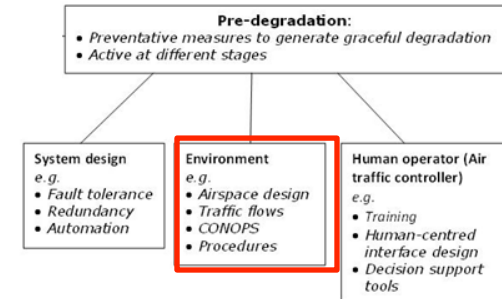 Pre-degradation:
• Preventative measures to generate graceful degradation
• Active at different stages
System design
e.g.
• Fault tolerance
• Redundancy
• Automation
Environment
e.g.
• Airspace design
• Traffic flows
• CONOPS
• Procedures
Human operator (Air
traffic controller)
e.g.
• Training
• Human-centred
interface design
• Decision support
tools